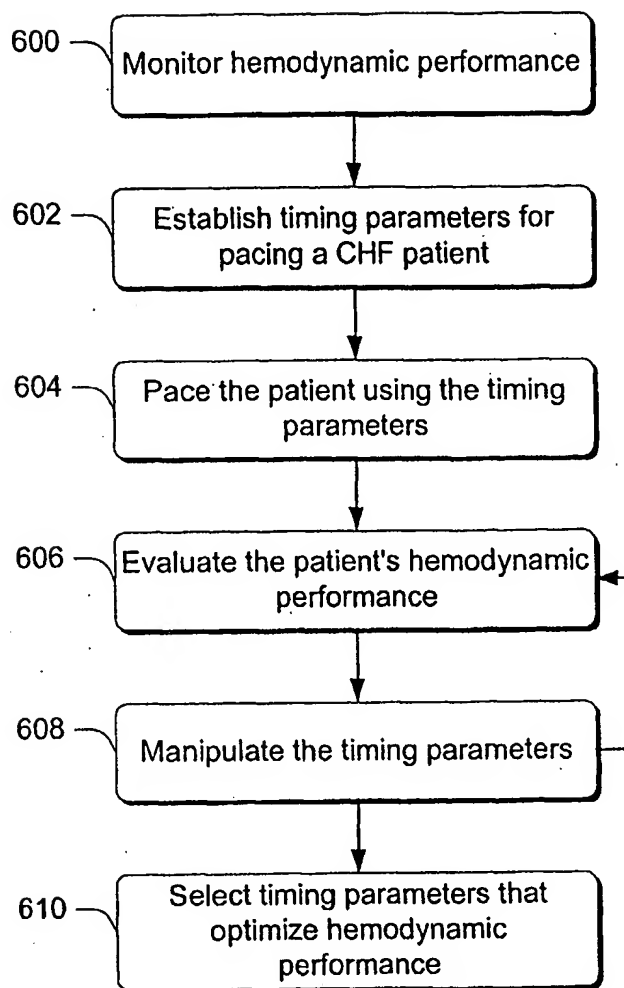 600
Monitor hemodynamic performance
602
Establish timing parameters for
pacing a CHF patient
604
Pace the patient using the timing
parameters
606
Evaluate the patient's hemodynamic
performance
608
Manipulate the timing parameters
610
Select timing parameters that
optimize hemodynamic
performance